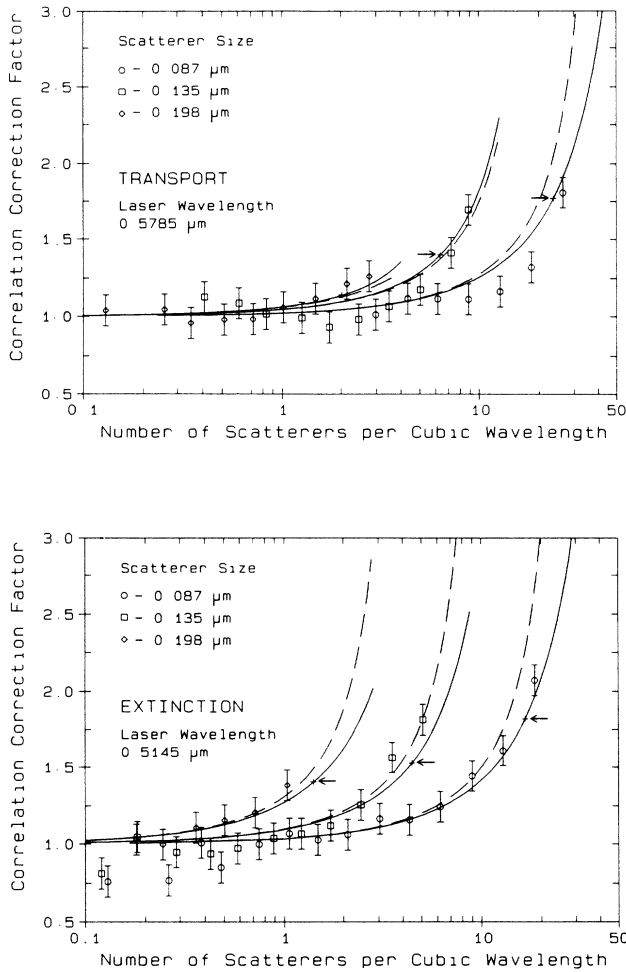 3.0
Scatterer Size
○ - 0 087 µm
□ - 0 135 µm
◇ - 0 198 µm
2.5
2.0
TRANSPORT
Laser Wavelength
0 5785 µm
1.5
1.0
0.5
Correlation Correction Factor
0 1
1
10
50
Number of Scatterers per Cubic Wavelength
3.0
Scatterer Size
○ - 0 087 µm
□ - 0 135 µm
◇ - 0 198 µm
2.5
2.0
EXTINCTION
Laser Wavelength
0 5145 µm
1.5
1.0
0.5
Correlation Correction Factor
0.1
1
10
50
Number of Scatterers per Cubic Wavelength